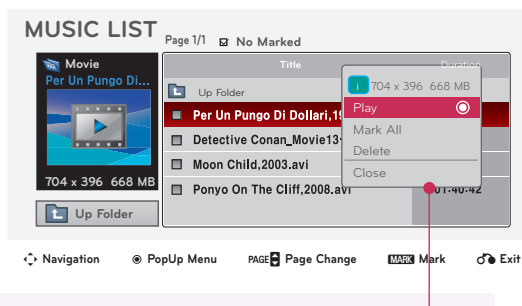 MUSIC LIST
Page 1/1 No Marked
Movie
Per Un Pungo Di...
704 x 396 668 MB
Up Folder
Title Duration
Up Folder
Per Un Pungo Di Dollari,19
Detective Conan_Movie13
Moon Child,2003.avi
Ponyo On The Cliff,2008.avi 01:40:42
i 704 x 396 668 MB
Play
Mark All
Delete
Close
Navigation PopUp Menu PAGE Page Change MARK Mark Exit